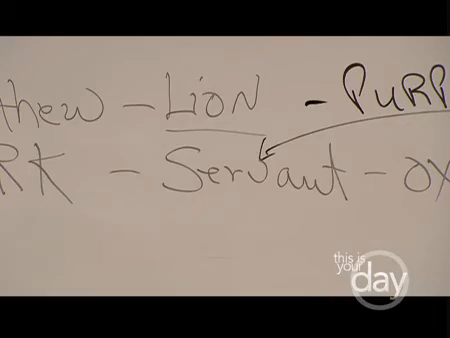 thew - LION - PURP
RK - Servant - OX
this is
your
day